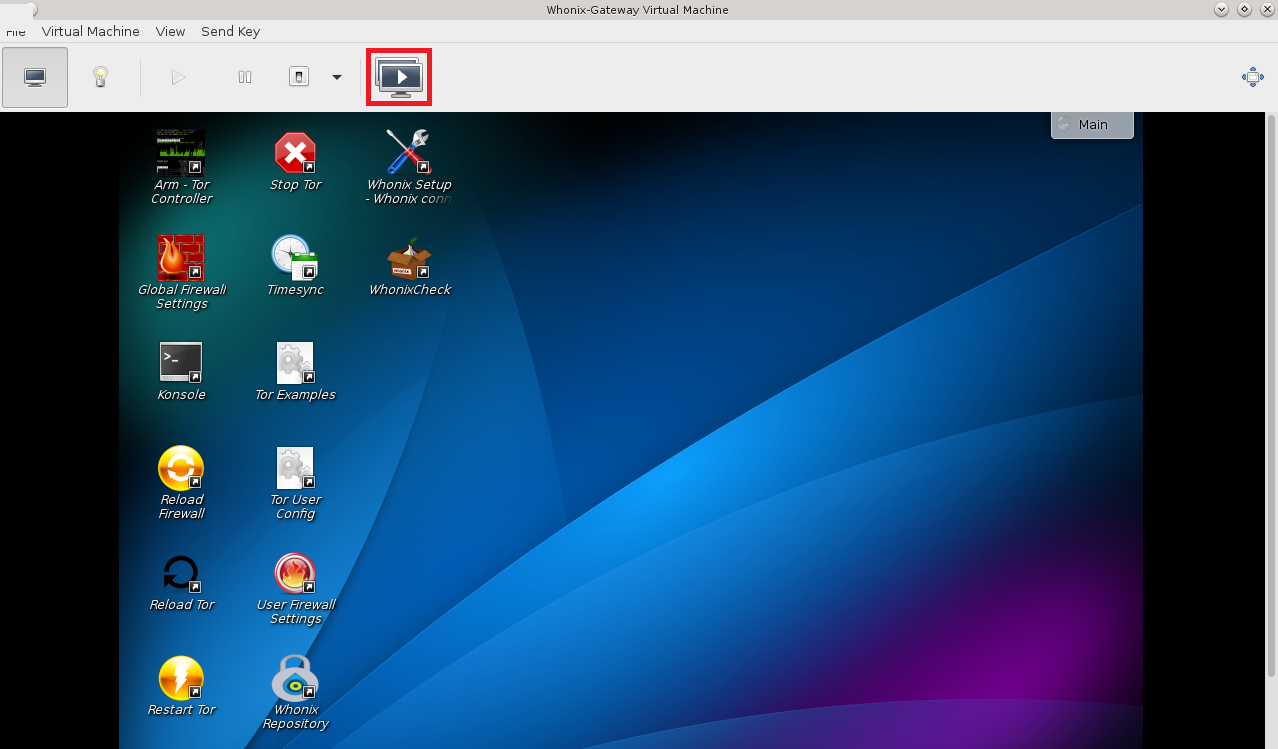 Whonix-Gateway Virtual Machine
File Virtual Machine View Send Key
Main
Arm - Tor
Controller
Stop Tor
Whonix Setup
- Whonix conn
Global Firewall
Settings
Timesync
WHONIX
WhonixCheck
>_
Konsole
Tor Examples
Reload
Firewall
Tor User
Config
Reload Tor
User Firewall
Settings
Restart Tor
Whonix
Repository